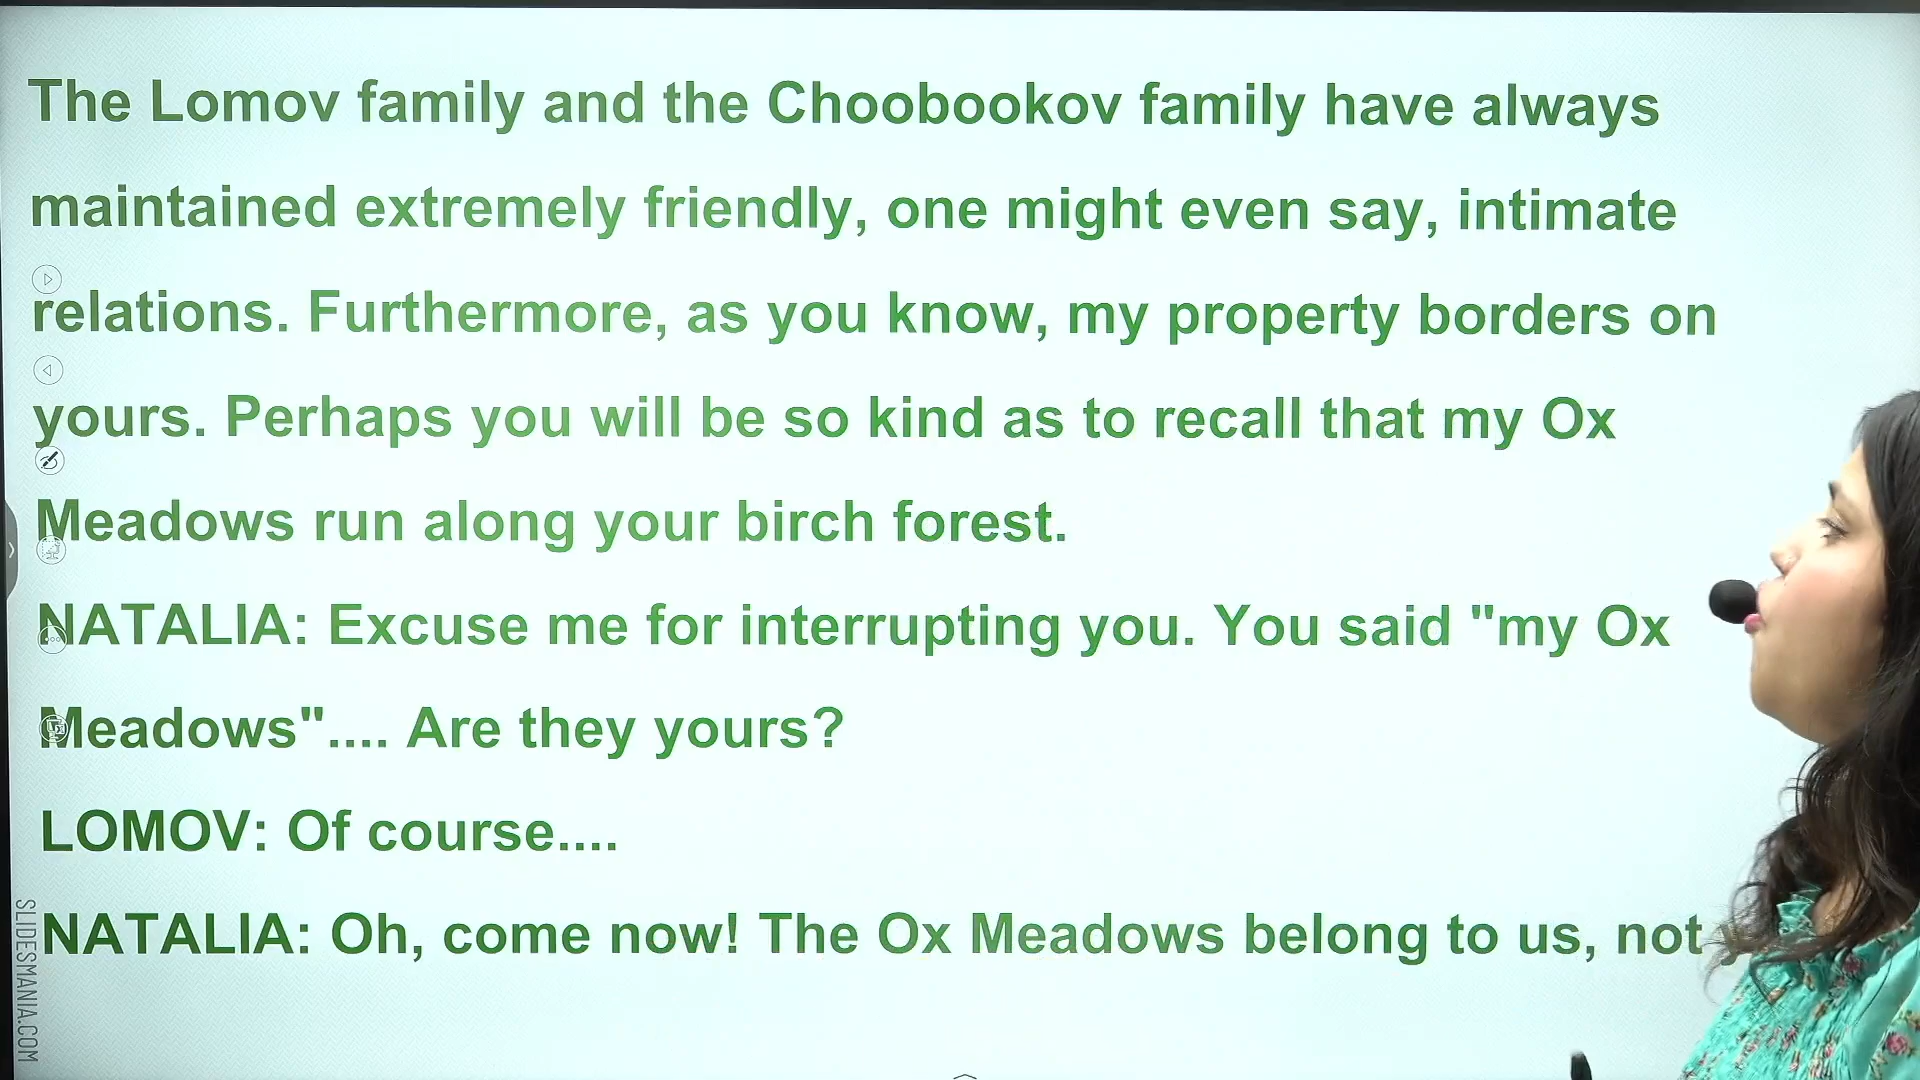 The Lomov family and the Choobookov family have always
maintained extremely friendly, one might even say, intimate
relations. Furthermore, as you know, my property borders on
yours. Perhaps you will be so kind as to recall that my Ox
Meadows run along your birch forest.
NATALIA: Excuse me for interrupting you. You said "my Ox
Meadows".... Are they yours?
LOMOV: Of course....
NATALIA: Oh, come now! The Ox Meadows belong to us, not
SLIDESMANIA.COM